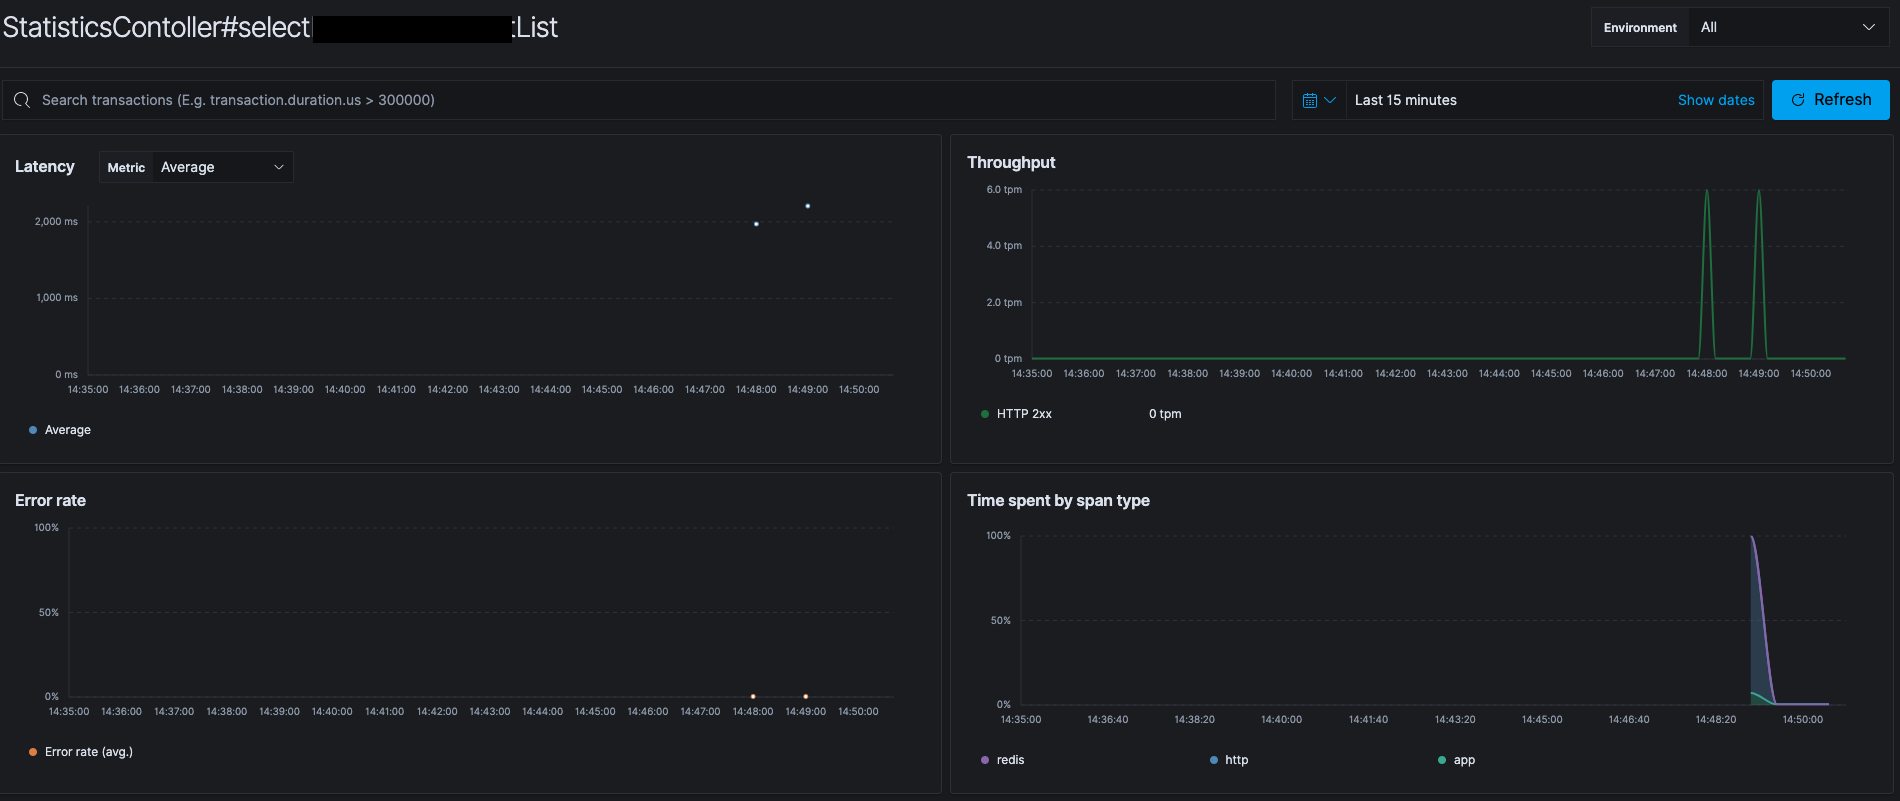 StatisticsContoller#select tList
Environment All
Search transactions (E.g. transaction.duration.us > 300000)
Last 15 minutes Show dates Refresh
Latency Metric Average
2,000 ms
1,000 ms
0 ms
14:35:00 14:36:00 14:37:00 14:38:00 14:39:00 14:40:00 14:41:00 14:42:00 14:43:00 14:44:00 14:45:00 14:46:00 14:47:00 14:48:00 14:49:00 14:50:00
Average
Throughput
6.0 tpm
4.0 tpm
2.0 tpm
0 tpm
14:35:00 14:36:00 14:37:00 14:38:00 14:39:00 14:40:00 14:41:00 14:42:00 14:43:00 14:44:00 14:45:00 14:46:00 14:47:00 14:48:00 14:49:00 14:50:00
HTTP 2xx 0 tpm
Error rate
100%
50%
0%
14:35:00 14:36:00 14:37:00 14:38:00 14:39:00 14:40:00 14:41:00 14:42:00 14:43:00 14:44:00 14:45:00 14:46:00 14:47:00 14:48:00 14:49:00 14:50:00
Error rate (avg.)
Time spent by span type
100%
50%
0%
14:35:00 14:36:40 14:38:20 14:40:00 14:41:40 14:43:20 14:45:00 14:46:40 14:48:20 14:50:00
redis http app